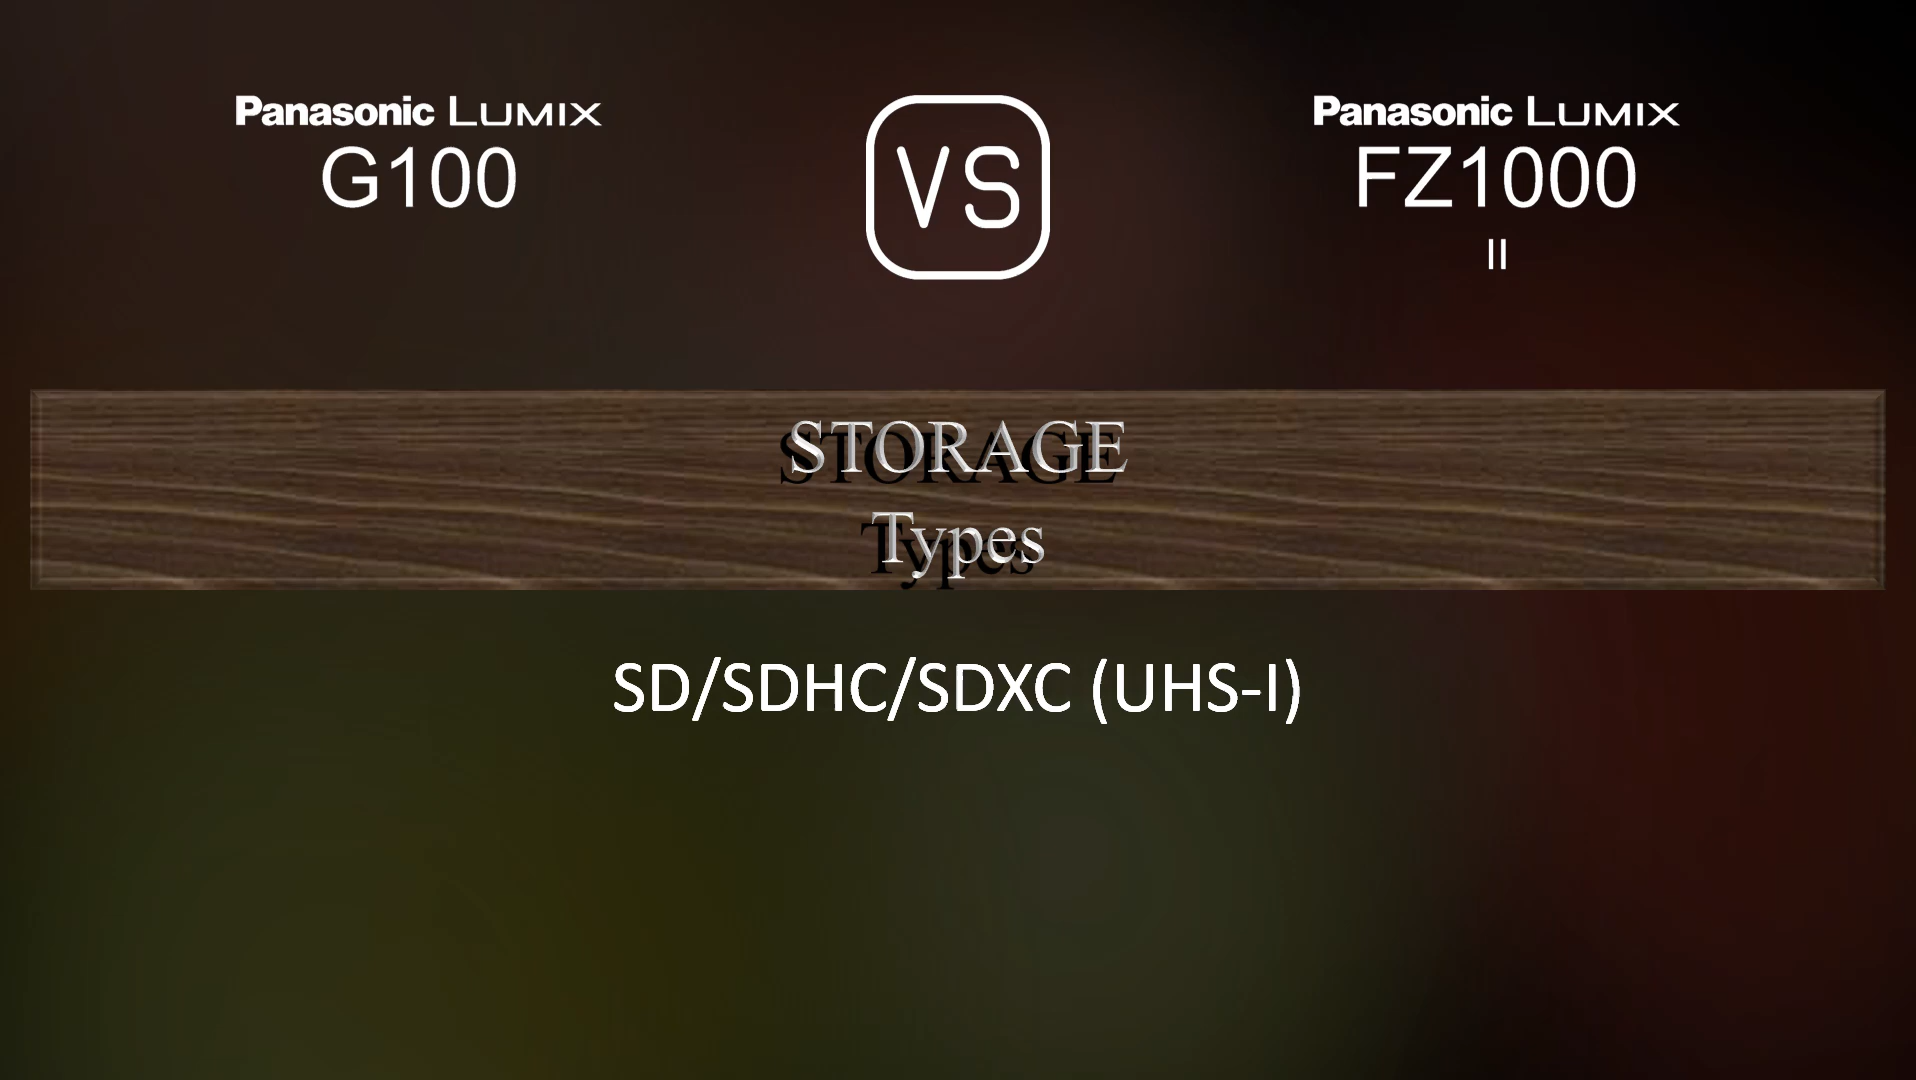 Panasonic LUMIX
G100
VS
Panasonic LUMIX
FZ1000
II
STORAGE
Types
SD/SDHC/SDXC (UHS-I)